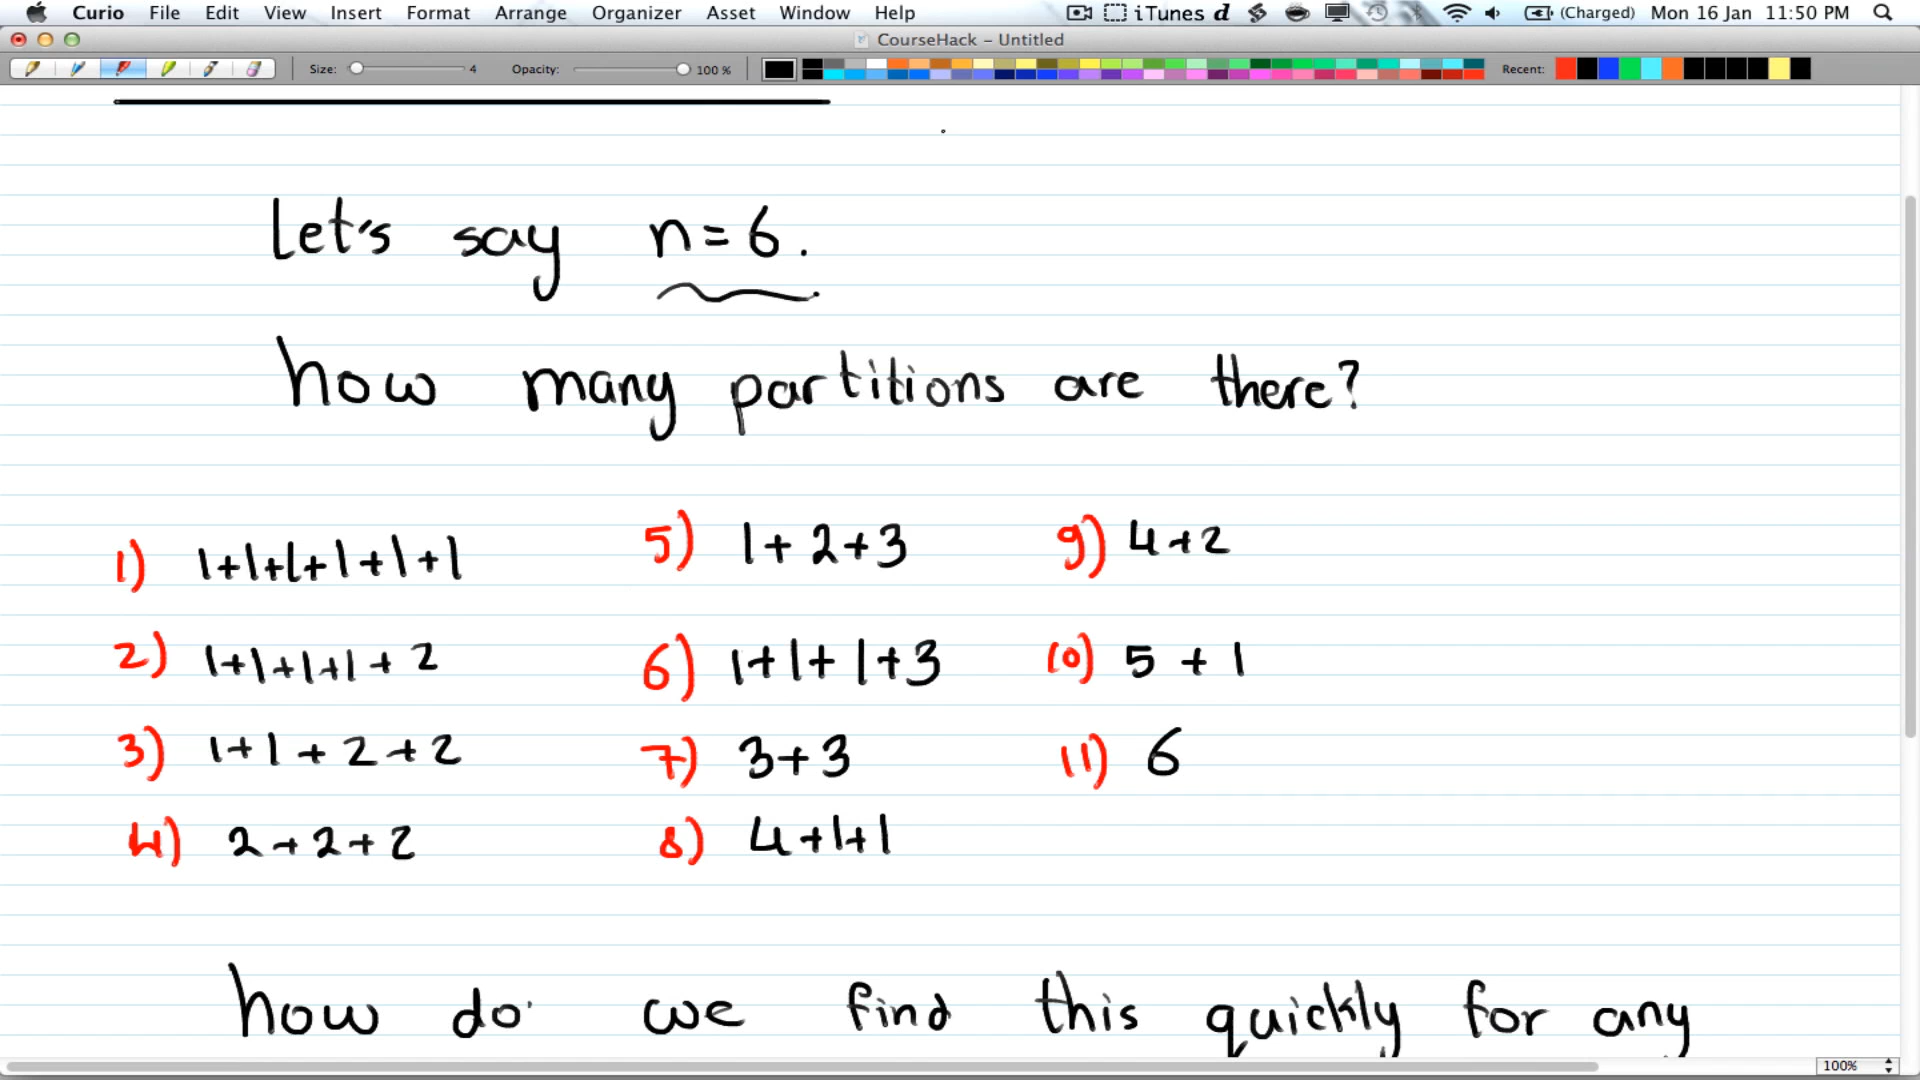 Curio File Edit View Insert Format Arrange Organizer Asset Window Help iTunes d (Charged) Mon 16 Jan 11:50 PM
CourseHack – Untitled
Size: 4 Opacity: 100 % Recent:
Let's say n=6.
how many partitions are there?
1) 1+1+1+1+1+1
2) 1+1+1+1+2
3) 1+1+2+2
4) 2+2+2
5) 1+2+3
6) 1+1+1+3
7) 3+3
8) 4+1+1
9) 4+2
10) 5+1
11) 6
how do we find this quickly for any
100%